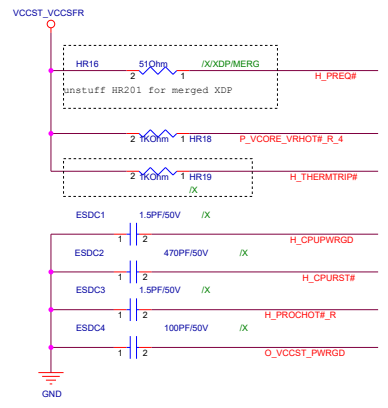 VCCST_VCCSFR
HR16 51Ohm /X/XDP/MERG
2 1 H_PREQ#
unstuff HR201 for merged XDP
2 1KOhm 1 HR18 P_VCORE_VRHOT#_R_4
2 1KOhm 1 HR19 H_THERMTRIP#
/X
ESDC1 1.5PF/50V /X
1 2 H_CPUPWRGD
ESDC2 470PF/50V /X
1 2 H_CPURST#
ESDC3 1.5PF/50V /X
1 2 H_PROCHOT#_R
ESDC4 100PF/50V /X
1 2 O_VCCST_PWRGD
GND